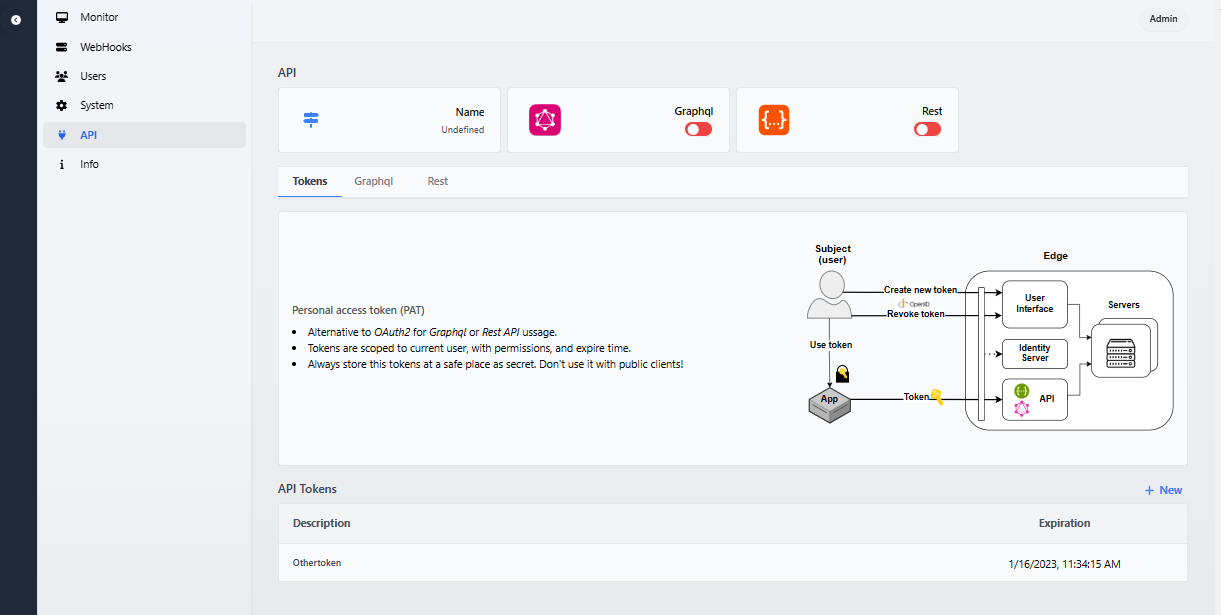 Monitor
WebHooks
Users
System
API
Info
Admin
API
Name
Undefined
Graphql
{...}
Rest
Tokens
Graphql
Rest
Personal access token (PAT)
• Alternative to OAuth2 for Graphql or Rest API ussage.
• Tokens are scoped to current user, with permissions, and expire time.
• Always store this tokens at a safe place as secret. Don't use it with public clients!
Subject
(user)
Edge
Create new token
OpenID
Revoke token
User
Interface
Servers
Use token
Identity
Server
App
Token
API
API Tokens
+ New
Description Expiration
Othertoken 1/16/2023, 11:34:15 AM